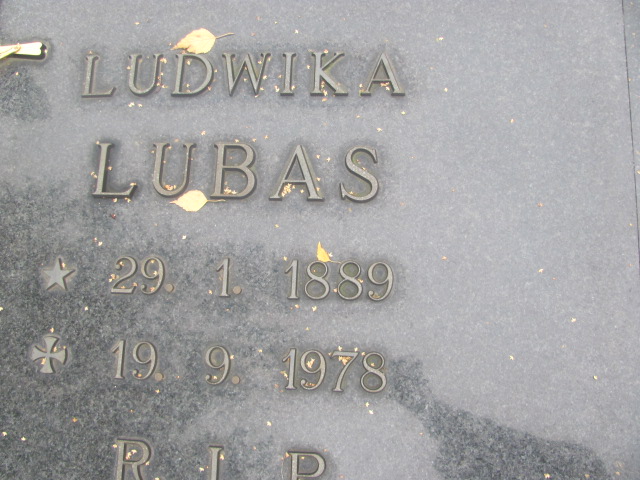 LUDWIKA
LUBAS
29. 1. 1889
19. 9. 1978
R I P